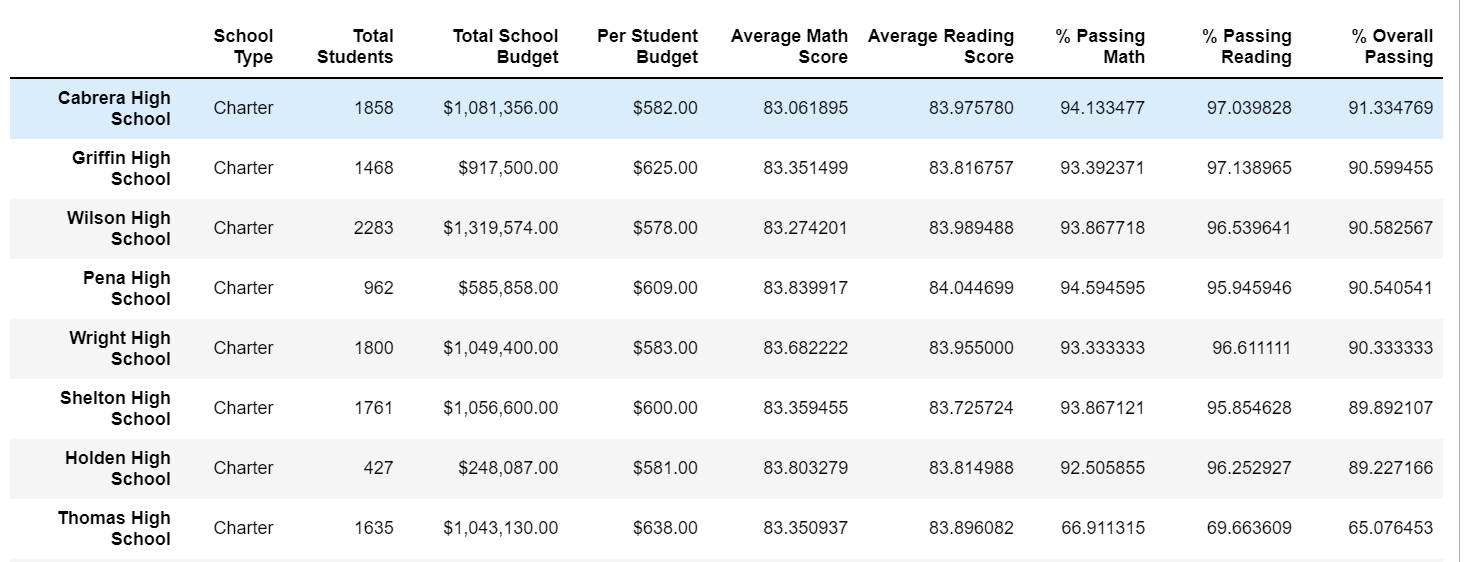 School Type Total Students Total School Budget Per Student Budget Average Math Score Average Reading Score % Passing Math % Passing Reading % Overall Passing
Cabrera High School Charter 1858 $1,081,356.00 $582.00 83.061895 83.975780 94.133477 97.039828 91.334769
Griffin High School Charter 1468 $917,500.00 $625.00 83.351499 83.816757 93.392371 97.138965 90.599455
Wilson High School Charter 2283 $1,319,574.00 $578.00 83.274201 83.989488 93.867718 96.539641 90.582567
Pena High School Charter 962 $585,858.00 $609.00 83.839917 84.044699 94.594595 95.945946 90.540541
Wright High School Charter 1800 $1,049,400.00 $583.00 83.682222 83.955000 93.333333 96.611111 90.333333
Shelton High School Charter 1761 $1,056,600.00 $600.00 83.359455 83.725724 93.867121 95.854628 89.892107
Holden High School Charter 427 $248,087.00 $581.00 83.803279 83.814988 92.505855 96.252927 89.227166
Thomas High School Charter 1635 $1,043,130.00 $638.00 83.350937 83.896082 66.911315 69.663609 65.076453